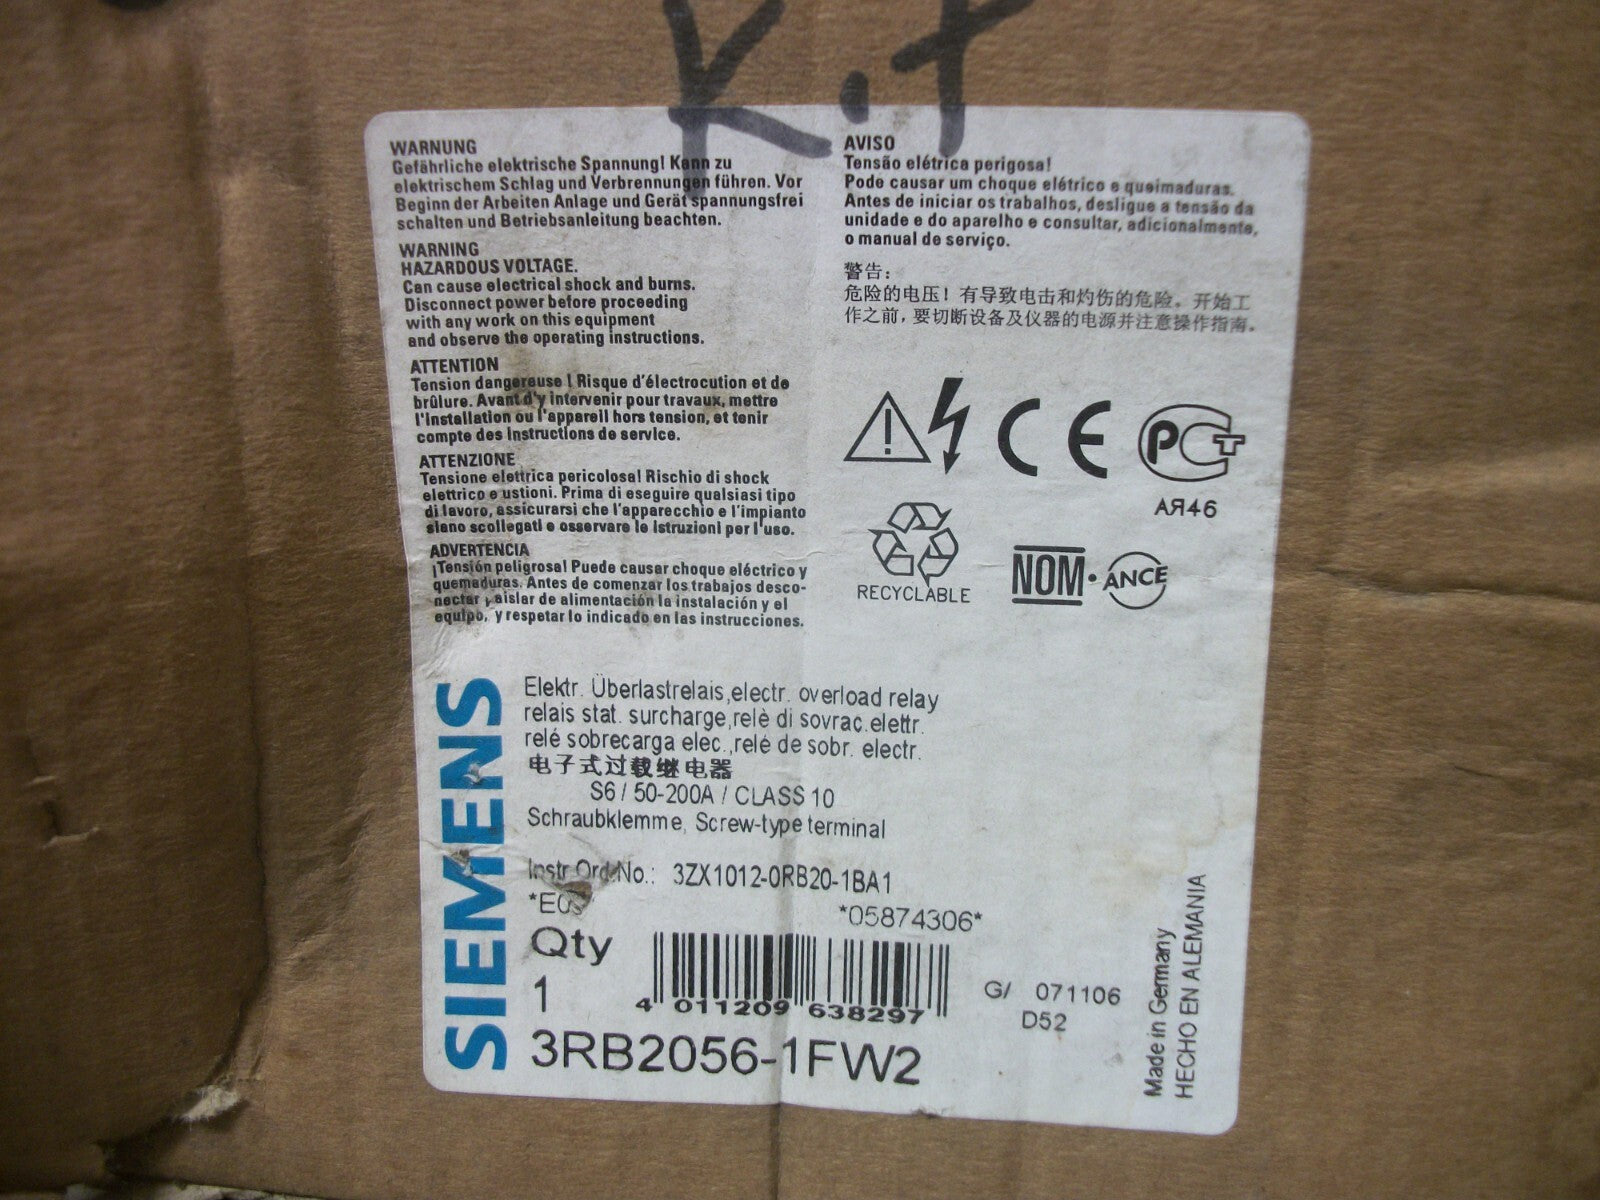 Kit
WARNUNG
Gefährliche elektrische Spannung! Kann zu
elektrischem Schlag und Verbrennungen führen. Vor
Beginn der Arbeiten Anlage und Gerät spannungsfrei
schalten und Betriebsanleitung beachten.
WARNING
HAZARDOUS VOLTAGE.
Can cause electrical shock and burns.
Disconnect power before proceeding
with any work on this equipment
and observe the operating instructions.
ATTENTION
Tension dangereuse ! Risque d'électrocution et de
brûlure. Avant d'y intervenir pour travaux, mettre
l'installation ou l'appareil hors tension, et tenir
compte des instructions de service.
ATTENZIONE
Tensione elettrica pericolosa! Rischio di shock
elettrico e ustioni. Prima di eseguire qualsiasi tipo
di lavoro, assicurarsi che l'apparecchio e l'impianto
siano scollegati e osservare le istruzioni per l'uso.
ADVERTENCIA
¡Tensión peligrosa! Puede causar choque eléctrico y
quemaduras. Antes de comenzar los trabajos desco-
nectar y aislar de alimentación la instalación y el
equipo, y respetar lo indicado en las instrucciones.
AVISO
Tensão elétrica perigosa!
Pode causar um choque elétrico e queimaduras.
Antes de iniciar os trabalhos, desligue a tensão da
unidade e do aparelho e consultar, adicionalmente,
o manual de serviço.
警告:
危险的电压! 有导致电击和灼伤的危险。开始工
作之前, 要切断设备及仪器的电源并注意操作指南。
CE
РСТ
АЯ46
RECYCLABLE
NOM·ANCE
SIEMENS
Elektr. Überlastrelais,electr. overload relay
relais stat. surcharge,relè di sovrac.elettr.
relé sobrecarga elec.,relé de sobr. electr.
电子式过载继电器
S6 / 50-200A / CLASS 10
Schraubklemme, Screw-type terminal
Instr.Ord.No.: 3ZX1012-0RB20-1BA1
*05874306*
Qty
1
4 011209 638297
G/ 071106
D52
3RB2056-1FW2
Made in Germany
HECHO EN ALEMANIA